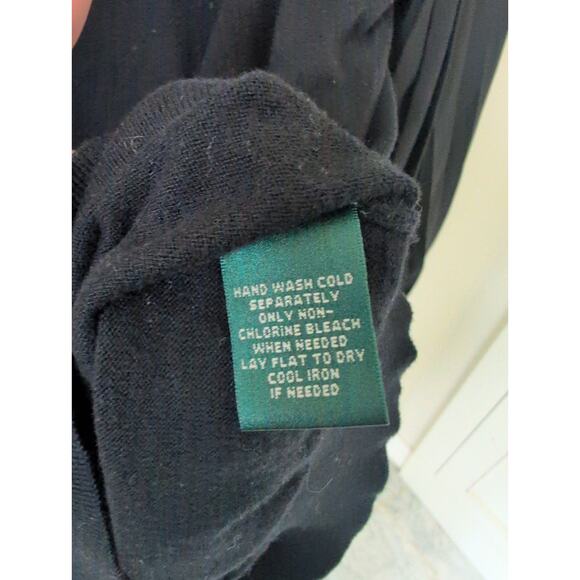 HAND WASH COLD
SEPARATELY
ONLY NON-
CHLORINE BLEACH
WHEN NEEDED
LAY FLAT TO DRY
COOL IRON
IF NEEDED